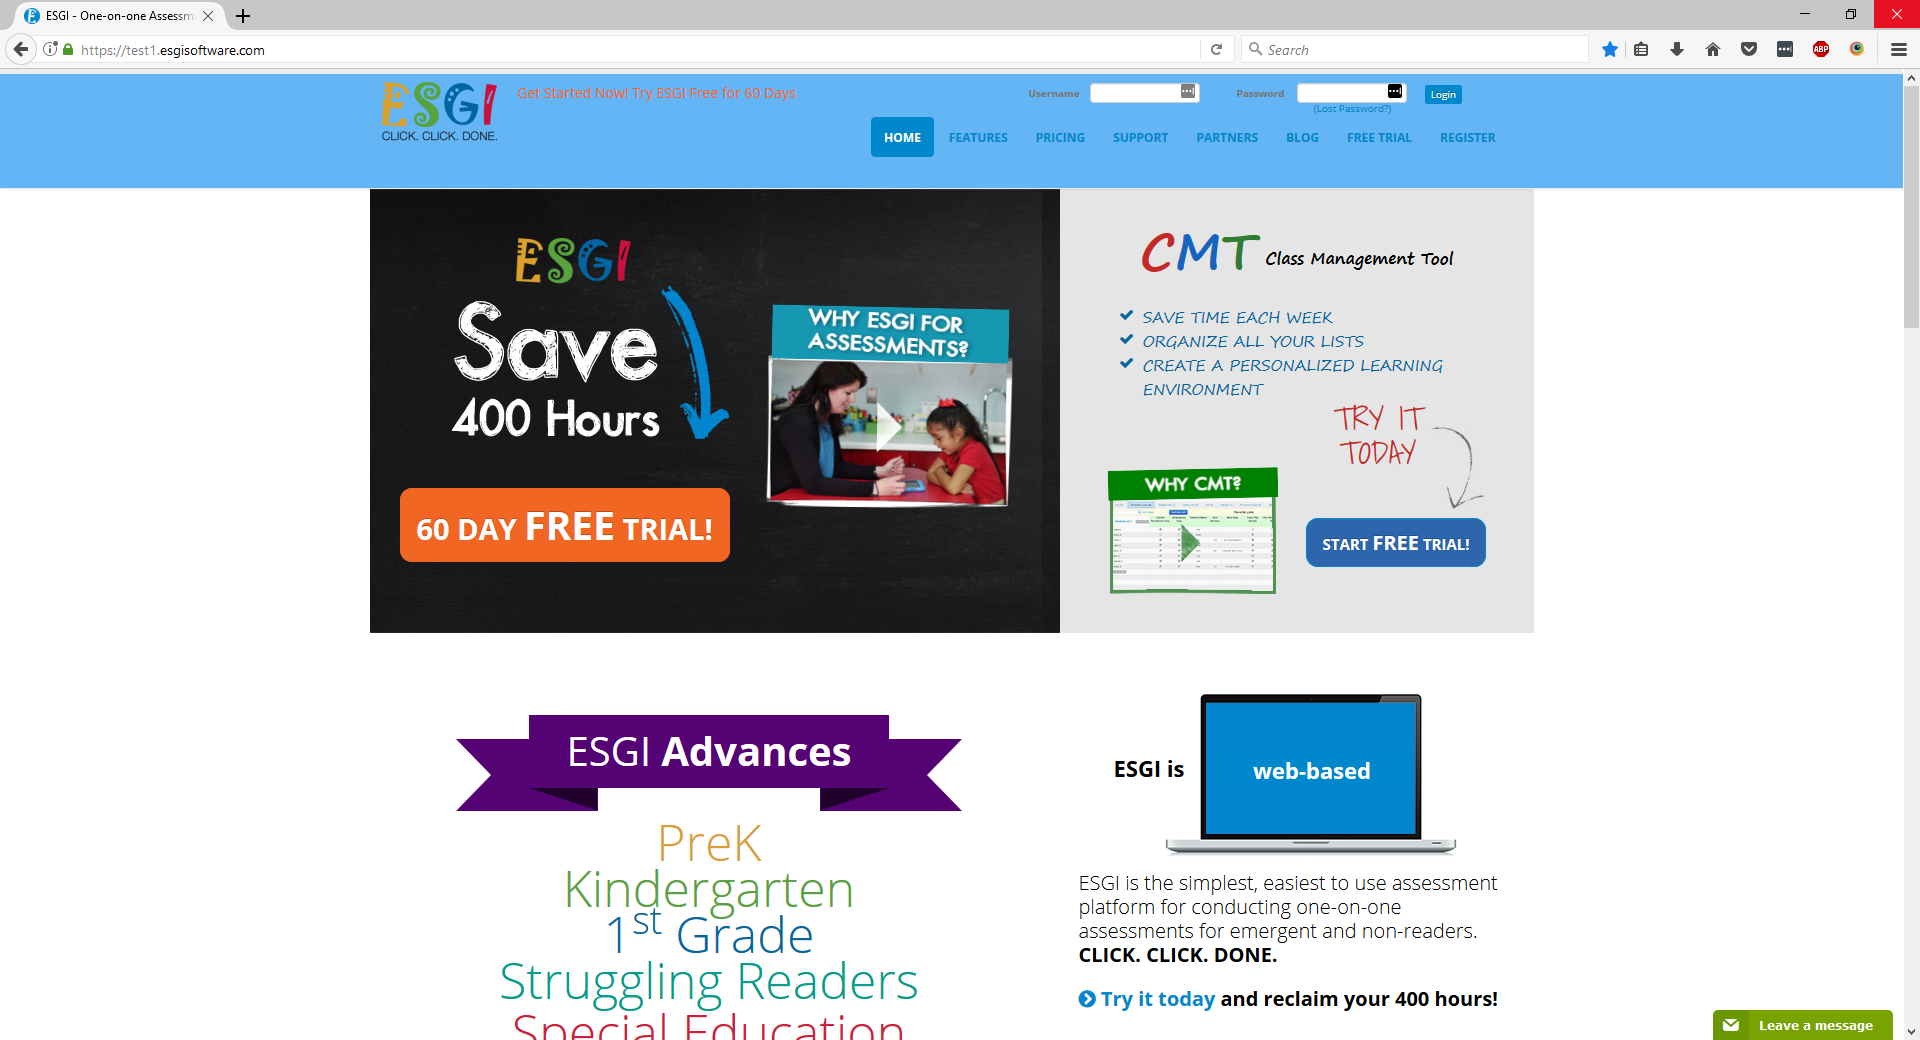 ESGI - One-on-one Assessm
https://test1.esgisoftware.com
Search
ABP
ESGI
CLICK. CLICK. DONE.
Get Started Now! Try ESGI Free for 60 Days
Username
Password
Login
(Lost Password?)
HOME
FEATURES
PRICING
SUPPORT
PARTNERS
BLOG
FREE TRIAL
REGISTER
ESGI
Save
400 Hours
60 DAY FREE TRIAL!
WHY ESGI FOR
ASSESSMENTS?
CMT Class Management Tool
SAVE TIME EACH WEEK
ORGANIZE ALL YOUR LISTS
CREATE A PERSONALIZED LEARNING
ENVIRONMENT
TRY IT
TODAY
WHY CMT?
START FREE TRIAL!
ESGI Advances
PreK
Kindergarten
1st Grade
Struggling Readers
Special Education
ESGI is
web-based
ESGI is the simplest, easiest to use assessment
platform for conducting one-on-one
assessments for emergent and non-readers.
CLICK. CLICK. DONE.
Try it today and reclaim your 400 hours!
Leave a message